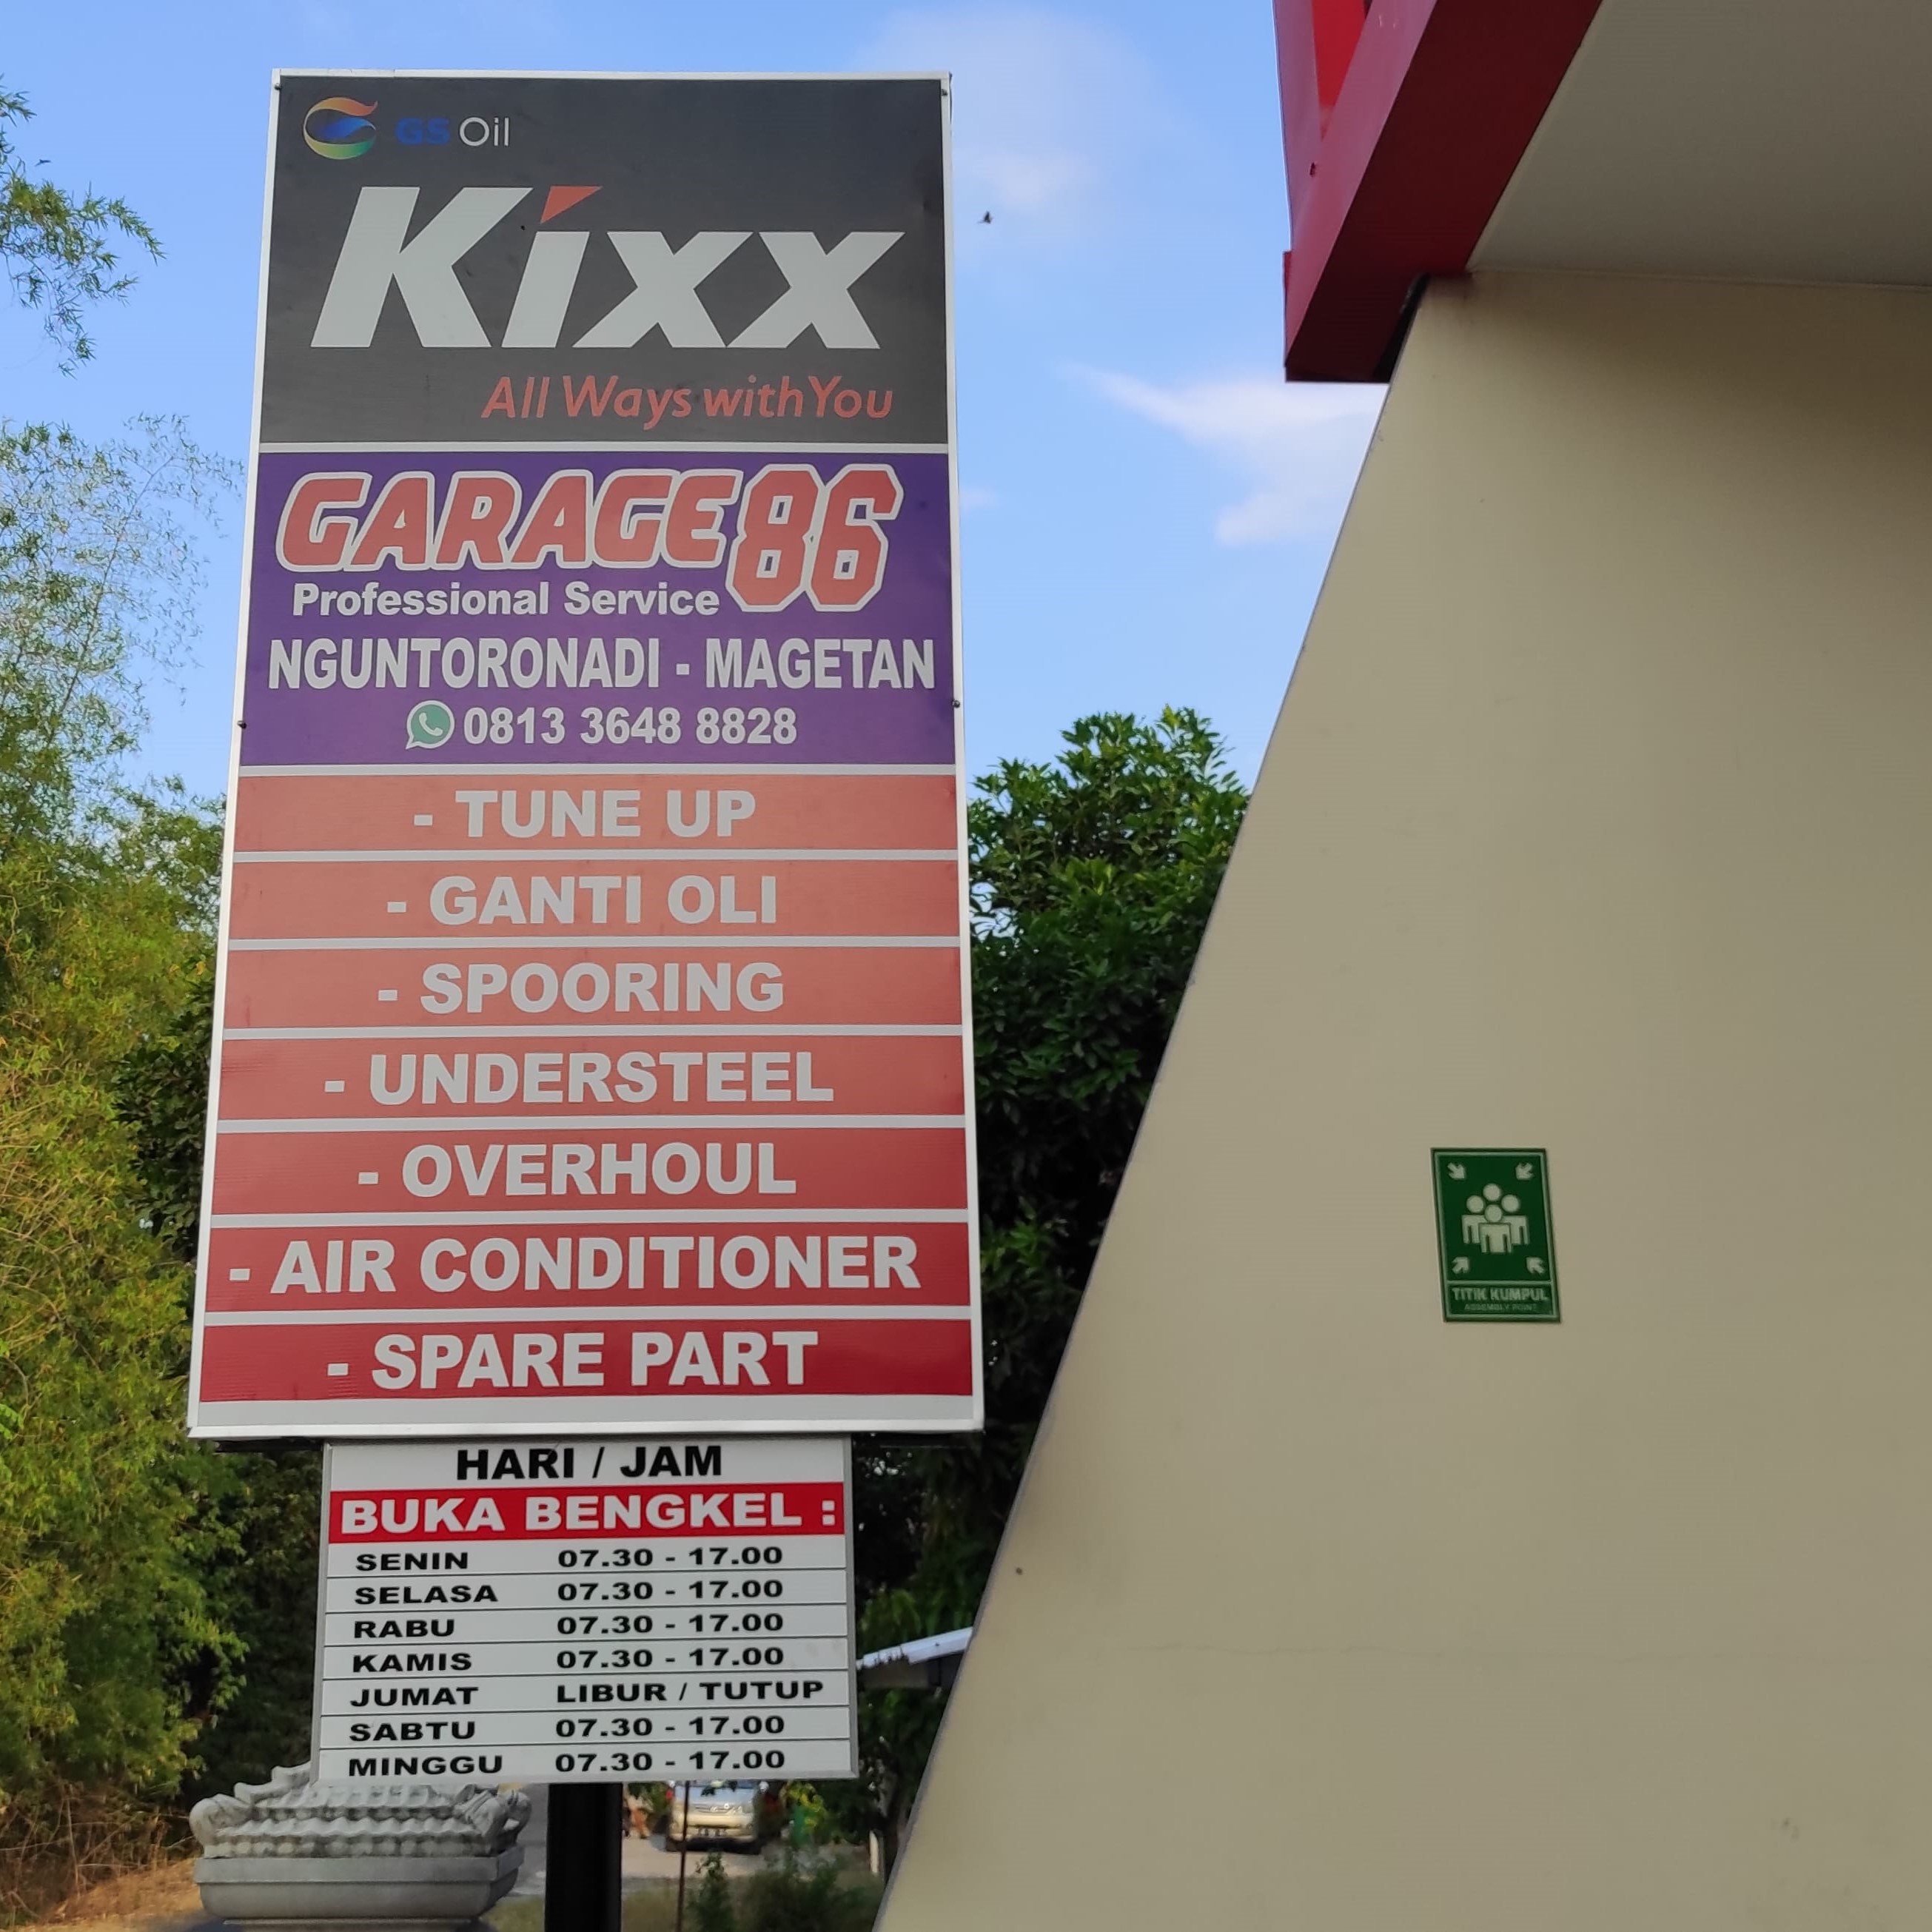 GS Oil
Kixx
All Ways with You
GARAGE 86
Professional Service
NGUNTORONADI - MAGETAN
0813 3648 8828
- TUNE UP
- GANTI OLI
- SPOORING
- UNDERSTEEL
- OVERHOUL
- AIR CONDITIONER
- SPARE PART
HARI / JAM
BUKA BENGKEL :
SENIN 07.30 - 17.00
SELASA 07.30 - 17.00
RABU 07.30 - 17.00
KAMIS 07.30 - 17.00
JUMAT LIBUR / TUTUP
SABTU 07.30 - 17.00
MINGGU 07.30 - 17.00
TITIK KUMPUL
ASSEMBLY POINT